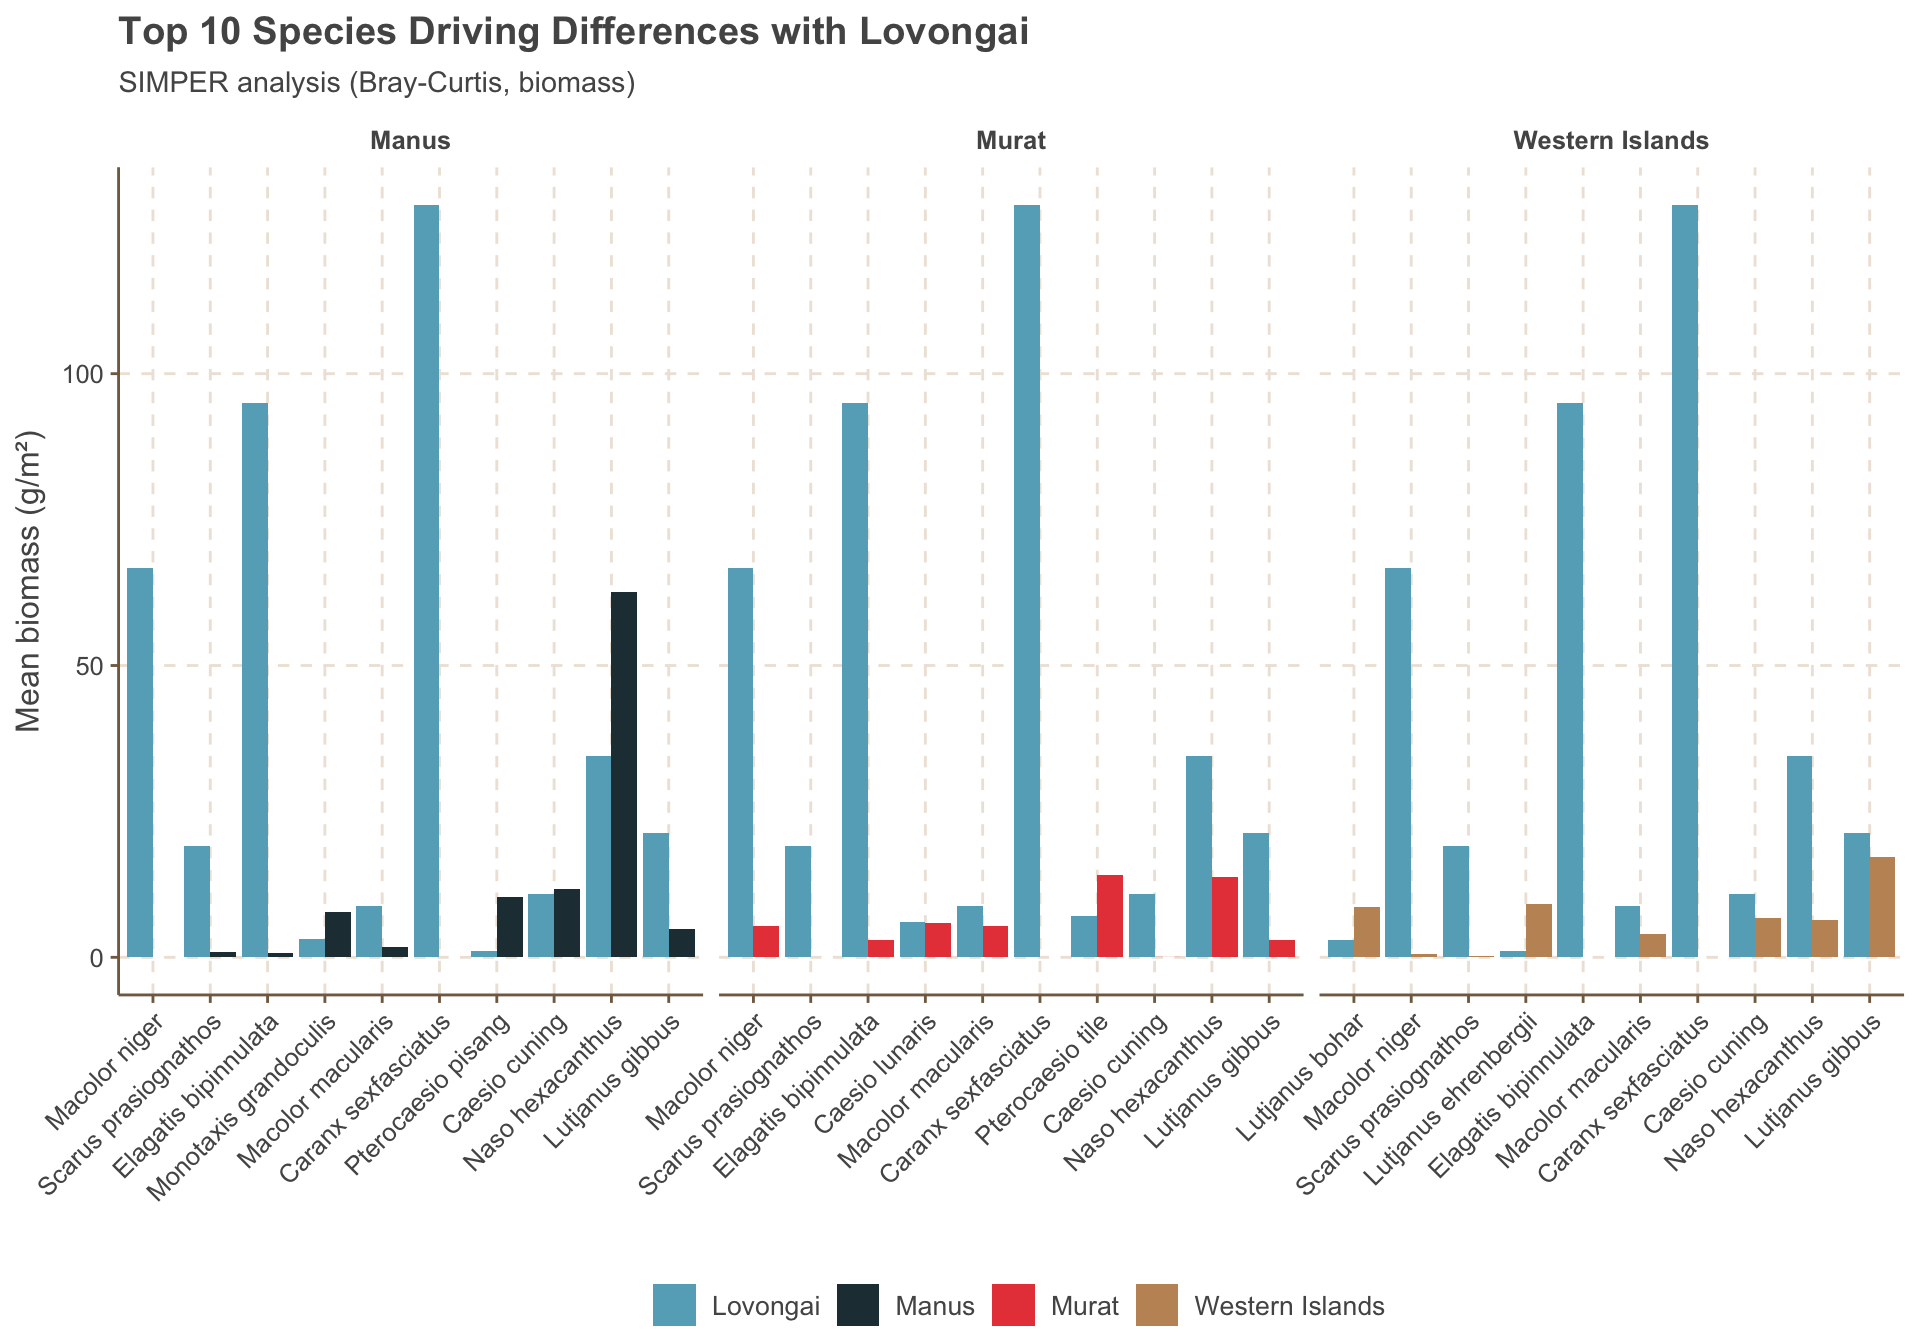 Top 10 Species Driving Differences with Lovongai
SIMPER analysis (Bray-Curtis, biomass)
Manus
Murat
Western Islands
Mean biomass (g/m²)
100
50
0
Macolor niger
Scarus prasiognathos
Elagatis bipinnulata
Monotaxis grandoculis
Macolor macularis
Caranx sexfasciatus
Pterocaesio pisang
Caesio cuning
Naso hexacanthus
Lutjanus gibbus
Macolor niger
Scarus prasiognathos
Elagatis bipinnulata
Caesio lunaris
Macolor macularis
Caranx sexfasciatus
Pterocaesio tile
Caesio cuning
Naso hexacanthus
Lutjanus gibbus
Lutjanus bohar
Macolor niger
Scarus prasiognathos
Lutjanus ehrenbergii
Elagatis bipinnulata
Macolor macularis
Caranx sexfasciatus
Caesio cuning
Naso hexacanthus
Lutjanus gibbus
Lovongai
Manus
Murat
Western Islands